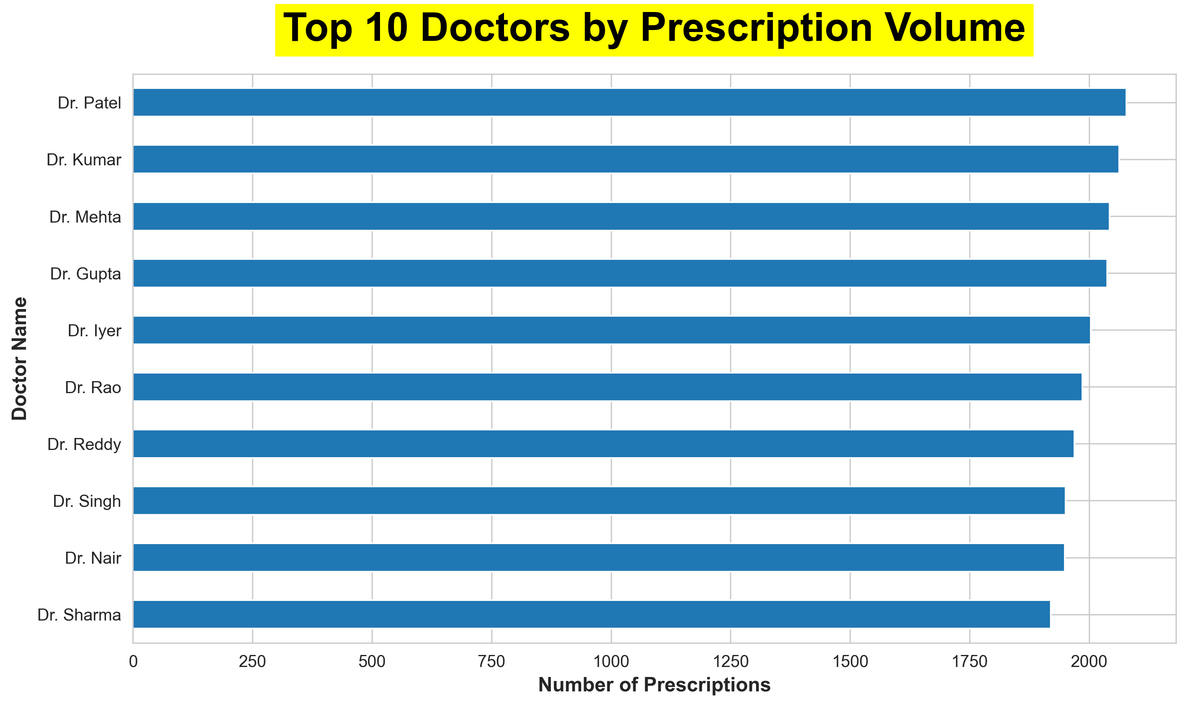 Top 10 Doctors by Prescription Volume
Doctor Name
Dr. Patel
Dr. Kumar
Dr. Mehta
Dr. Gupta
Dr. Iyer
Dr. Rao
Dr. Reddy
Dr. Singh
Dr. Nair
Dr. Sharma
0 250 500 750 1000 1250 1500 1750 2000
Number of Prescriptions